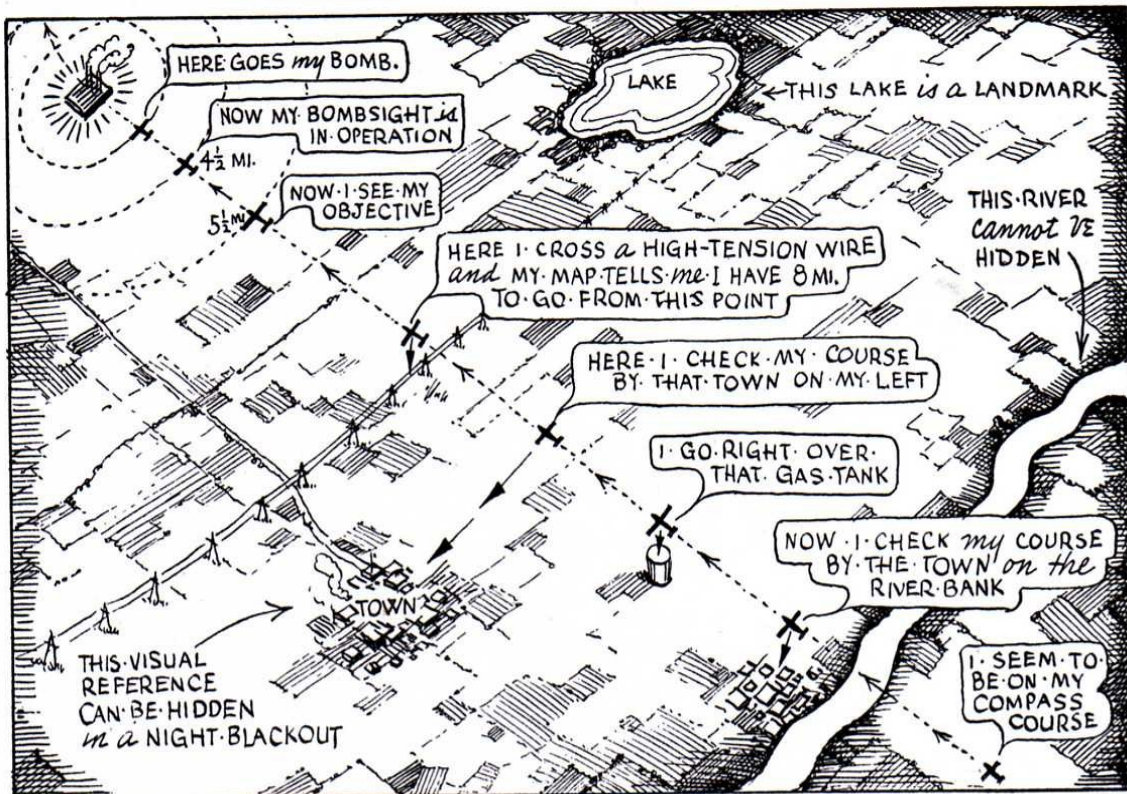 HERE GOES my BOMB.
NOW MY BOMBSIGHT is
IN OPERATION
4½ MI.
NOW I SEE MY
OBJECTIVE
5½ MI.
LAKE
THIS LAKE is a LANDMARK
THIS RIVER
cannot BE
HIDDEN
HERE I CROSS a HIGH-TENSION WIRE
and MY MAP TELLS me I HAVE 8 MI.
TO GO FROM THIS POINT
HERE I CHECK MY COURSE
BY THAT TOWN ON MY LEFT
I GO RIGHT OVER
THAT GAS TANK
NOW I CHECK my COURSE
BY THE TOWN on the
RIVER BANK
TOWN
THIS VISUAL
REFERENCE
CAN BE HIDDEN
in a NIGHT BLACKOUT
I SEEM TO
BE ON MY
COMPASS
COURSE